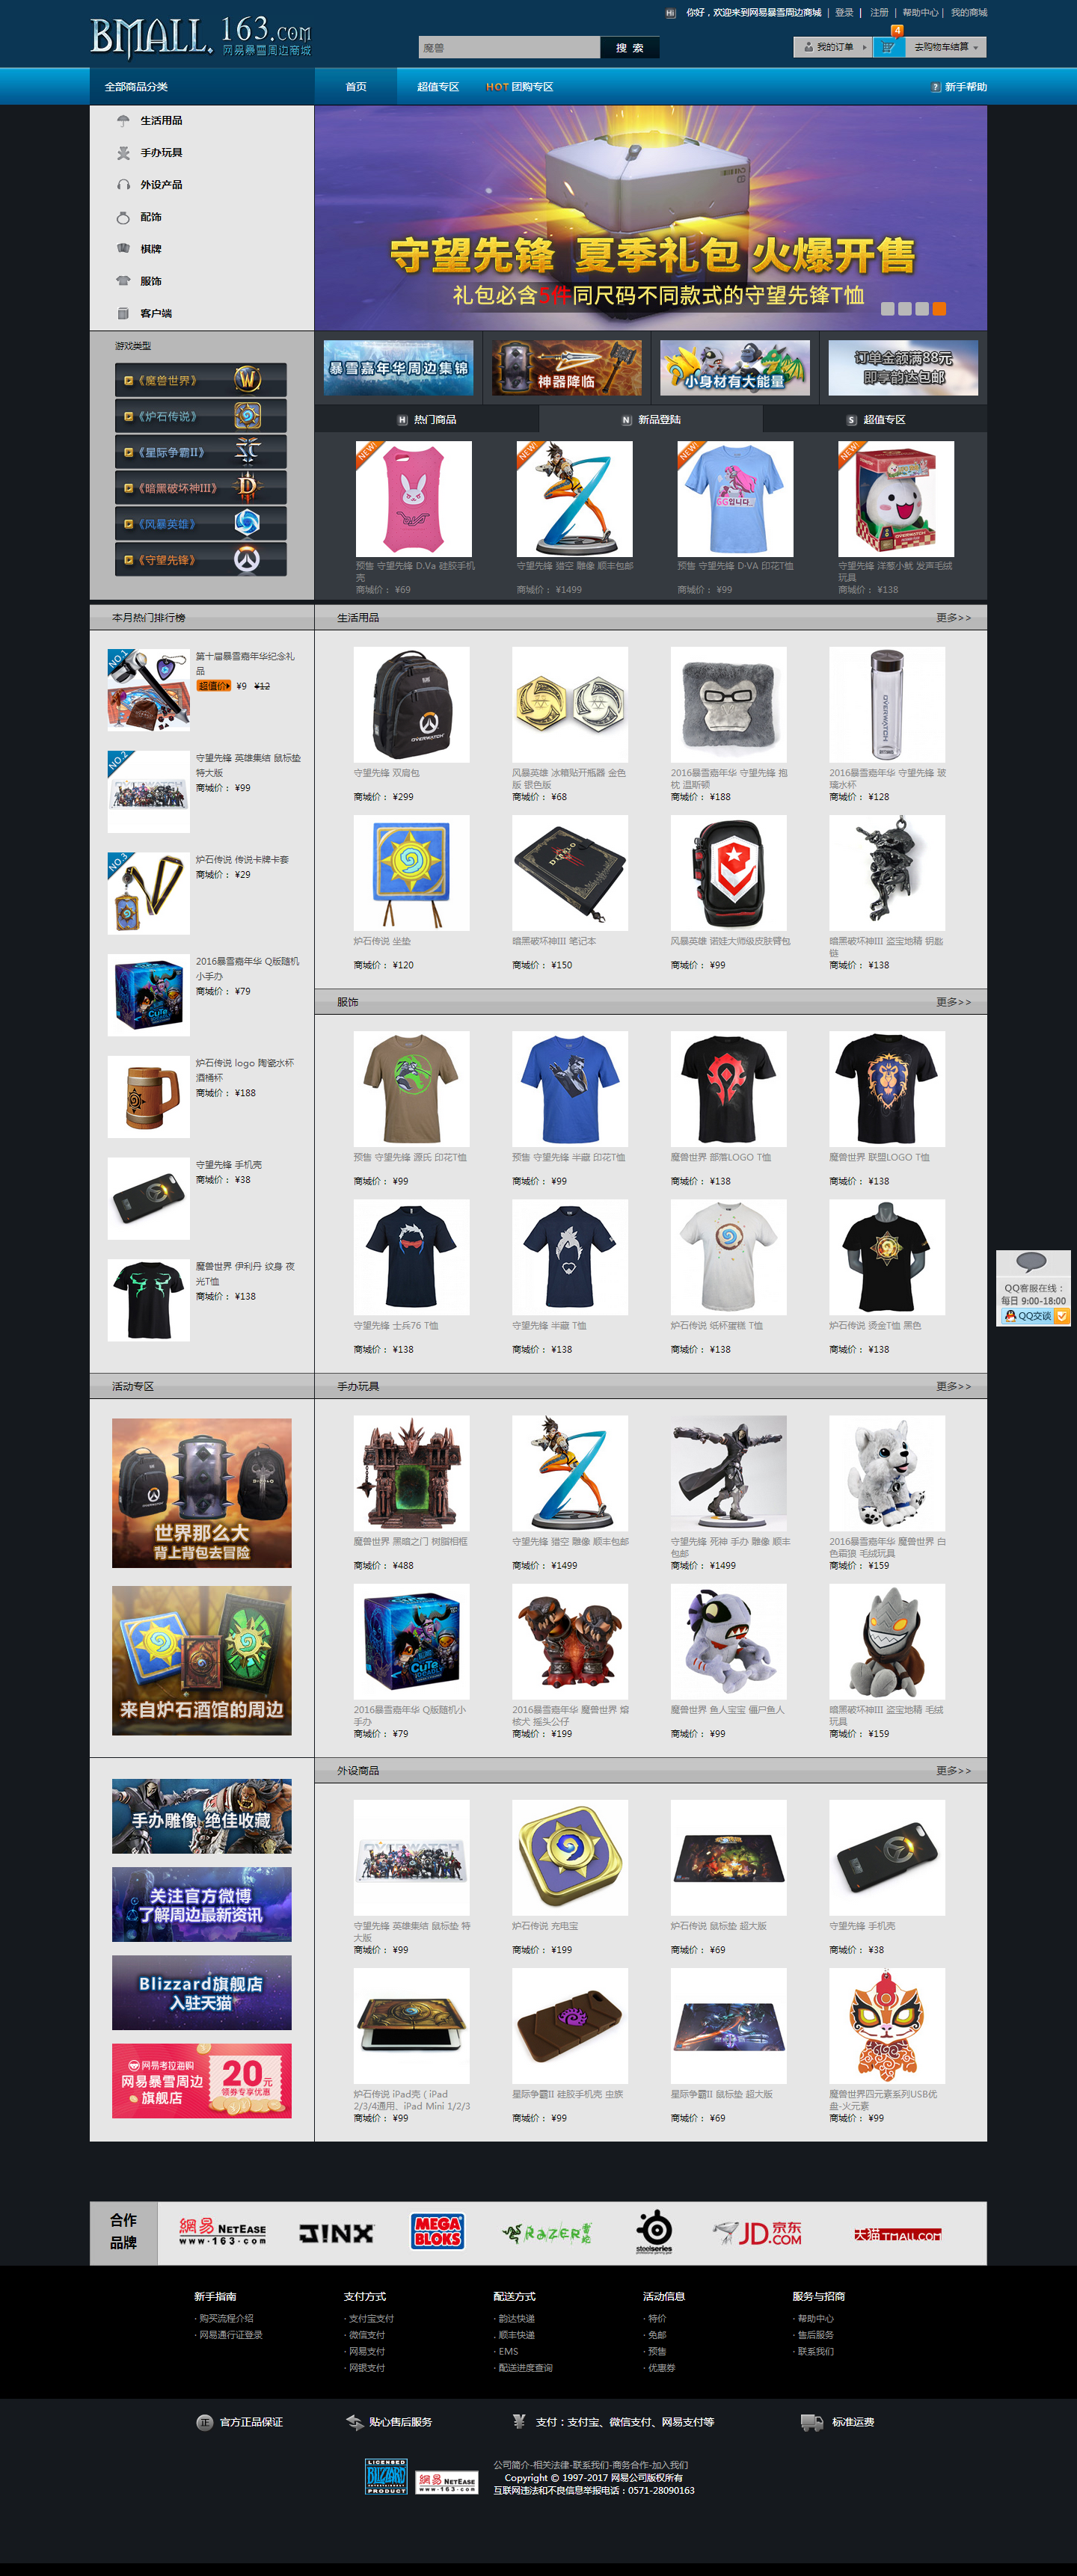 BMALL.163.com
网易暴雪周边商城
Hi 你好，欢迎来到网易暴雪周边商城 | 登录 | 注册 | 帮助中心 | 我的商城
魔兽
搜 索
我的订单
4
去购物车结算
全部商品分类
首页
超值专区
HOT 团购专区
? 新手帮助
生活用品
手办玩具
外设产品
配饰
棋牌
服饰
客户端
守望先锋 夏季礼包 火爆开售
礼包必含5件同尺码不同款式的守望先锋T恤
游戏类型
《魔兽世界》
《炉石传说》
《星际争霸II》
《暗黑破坏神III》
《风暴英雄》
《守望先锋》
暴雪嘉年华周边集锦
神器降临
小身材有大能量
订单金额满88元
即享韵达包邮
H 热门商品
N 新品登陆
S 超值专区
NEW!
预售 守望先锋 D.Va 硅胶手机壳
商城价： ¥69
NEW!
守望先锋 猎空 雕像 顺丰包邮
商城价： ¥1499
NEW!
预售 守望先锋 D-VA 印花T恤
商城价： ¥99
NEW!
守望先锋 洋葱小鱿 发声毛绒玩具
商城价： ¥138
本月热门排行榜
NO.1
第十届暴雪嘉年华纪念礼品
超值价 ¥9 ¥12
NO.2
守望先锋 英雄集结 鼠标垫 特大版
商城价： ¥99
NO.3
炉石传说 传说卡牌卡套
商城价： ¥29
2016暴雪嘉年华 Q版随机小手办
商城价： ¥79
炉石传说 logo 陶瓷水杯 酒桶杯
商城价： ¥188
守望先锋 手机壳
商城价： ¥38
魔兽世界 伊利丹 纹身 夜光T恤
商城价： ¥138
生活用品
更多>>
守望先锋 双肩包
商城价： ¥299
风暴英雄 冰箱贴开瓶器 金色版 银色版
商城价： ¥68
2016暴雪嘉年华 守望先锋 抱枕 温斯顿
商城价： ¥188
2016暴雪嘉年华 守望先锋 玻璃水杯
商城价： ¥128
炉石传说 坐垫
商城价： ¥120
暗黑破坏神III 笔记本
商城价： ¥150
风暴英雄 诺娃大师级皮肤臂包
商城价： ¥99
暗黑破坏神III 盗宝地精 钥匙链
商城价： ¥138
服饰
更多>>
预售 守望先锋 源氏 印花T恤
商城价： ¥99
预售 守望先锋 半藏 印花T恤
商城价： ¥99
魔兽世界 部落LOGO T恤
商城价： ¥138
魔兽世界 联盟LOGO T恤
商城价： ¥138
守望先锋 士兵76 T恤
商城价： ¥138
守望先锋 半藏 T恤
商城价： ¥138
炉石传说 纸杯蛋糕 T恤
商城价： ¥138
炉石传说 烫金T恤 黑色
商城价： ¥138
QQ客服在线：
每日 9:00-18:00
QQ交谈
活动专区
世界那么大
背上背包去冒险
来自炉石酒馆的周边
手办玩具
更多>>
魔兽世界 黑暗之门 树脂相框
商城价： ¥488
守望先锋 猎空 雕像 顺丰包邮
商城价： ¥1499
守望先锋 死神 手办 雕像 顺丰包邮
商城价： ¥1499
2016暴雪嘉年华 魔兽世界 白色霜狼 毛绒玩具
商城价： ¥159
2016暴雪嘉年华 Q版随机小手办
商城价： ¥79
2016暴雪嘉年华 魔兽世界 熔核犬 摇头公仔
商城价： ¥199
魔兽世界 鱼人宝宝 僵尸鱼人
商城价： ¥99
暗黑破坏神III 盗宝地精 毛绒玩具
商城价： ¥159
手办雕像 绝佳收藏
关注官方微博
了解周边最新资讯
Blizzard旗舰店
入驻天猫
网易考拉海购
网易暴雪周边
旗舰店
20元
领券专享优惠
外设商品
更多>>
守望先锋 英雄集结 鼠标垫 特大版
商城价： ¥99
炉石传说 充电宝
商城价： ¥199
炉石传说 鼠标垫 超大版
商城价： ¥69
守望先锋 手机壳
商城价： ¥38
炉石传说 iPad壳（iPad 2/3/4通用、iPad Mini 1/2/3
商城价： ¥99
星际争霸II 硅胶手机壳 虫族
商城价： ¥99
星际争霸II 鼠标垫 超大版
商城价： ¥69
魔兽世界四元素系列USB优盘-火元素
商城价： ¥99
合作
品牌
網易 NETEASE
www.163.com
JINX
MEGA BLOKS
RAZER
steelseries
JD.COM 京东
天猫 TMALL.COM
新手指南
· 购买流程介绍
· 网易通行证登录
支付方式
· 支付宝支付
· 微信支付
· 网易支付
· 网银支付
配送方式
· 韵达快递
. 顺丰快递
· EMS
· 配送进度查询
活动信息
· 特价
· 免邮
· 预售
· 优惠券
服务与招商
· 帮助中心
· 售后服务
· 联系我们
正 官方正品保证
贴心售后服务
¥ 支付：支付宝、微信支付、网易支付等
标准运费
LICENSED
BLIZZARD
PRODUCT
網易 NETEASE
www.163.com
公司简介-相关法律-联系我们-商务合作-加入我们
Copyright © 1997-2017 网易公司版权所有
互联网违法和不良信息举报电话：0571-28090163